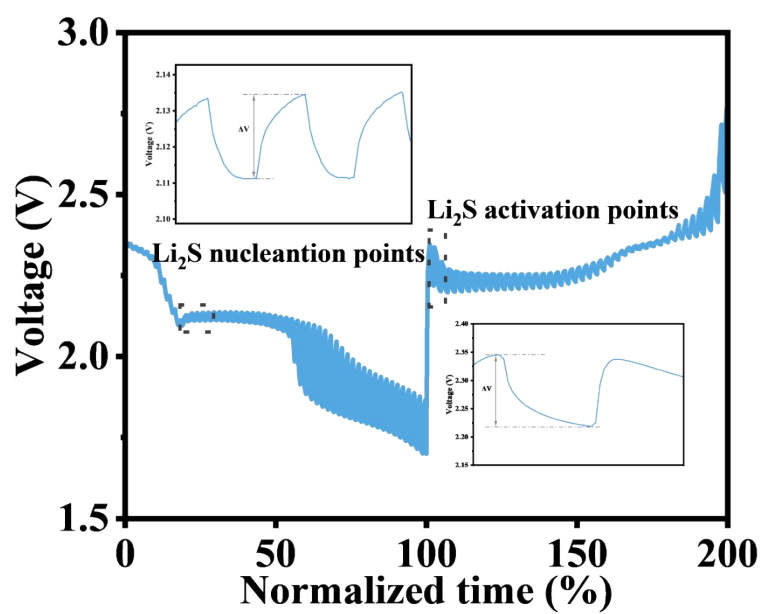 3.0
2.5
2.0
1.5
Voltage (V)
0
50
100
150
200
Normalized time (%)
2.14
2.13
2.12
2.11
2.10
Voltage (V)
ΔV
Li₂S nucleantion points
Li₂S activation points
2.40
2.35
2.30
2.25
2.20
2.15
Voltage (V)
ΔV